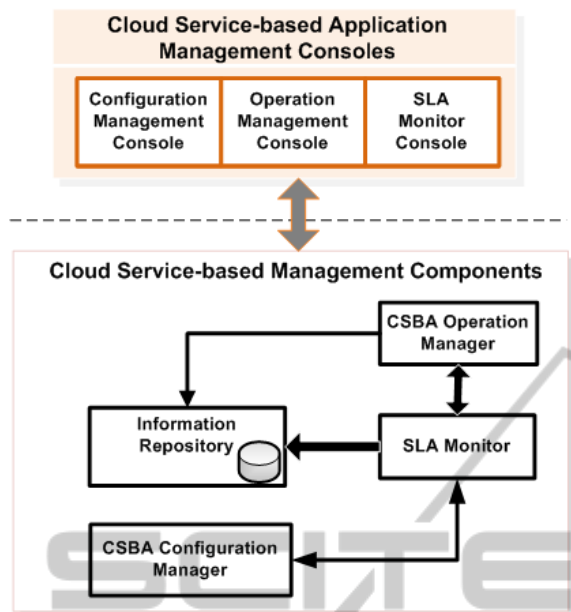 Cloud Service-based Application
Management Consoles
Configuration
Management
Console
Operation
Management
Console
SLA
Monitor
Console
Cloud Service-based Management Components
CSBA Operation
Manager
Information
Repository
SLA Monitor
CSBA Configuration
Manager
SCITE